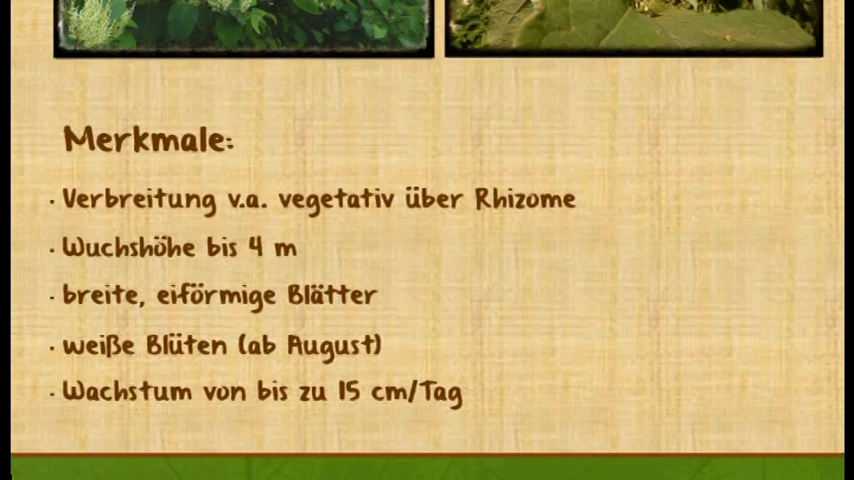 Merkmale:
· Verbreitung v.a. vegetativ über Rhizome
· Wuchshöhe bis 4 m
· breite, eiförmige Blätter
· weiße Blüten (ab August)
· Wachstum von bis zu 15 cm/Tag